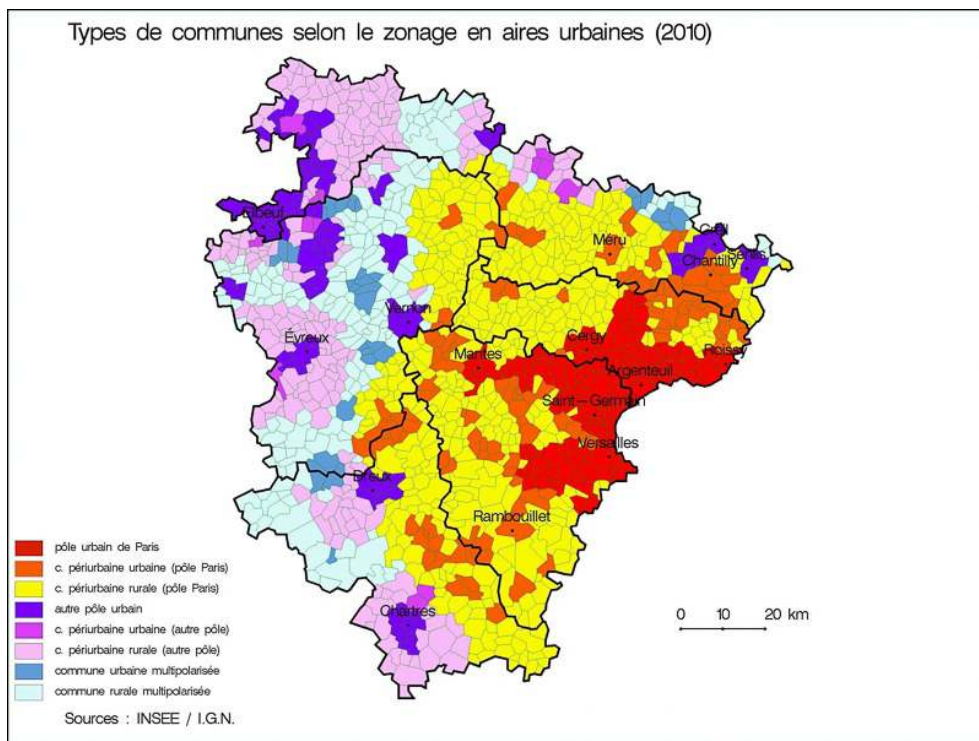 Types de communes selon le zonage en aires urbaines (2010)
Elbeuf
Méru
Creil
Senlis
Chantilly
Vernon
Évreux
Mantes
Cergy
Roissy
Argenteuil
Saint-Germain
Versailles
Dreux
Rambouillet
Chartres
pôle urbain de Paris
c. périurbaine urbaine (pôle Paris)
c. périurbaine rurale (pôle Paris)
autre pôle urbain
c. périurbaine urbaine (autre pôle)
c. périurbaine rurale (autre pôle)
commune urbaine multipolarisée
commune rurale multipolarisée
0 10 20 km
Sources : INSEE / I.G.N.